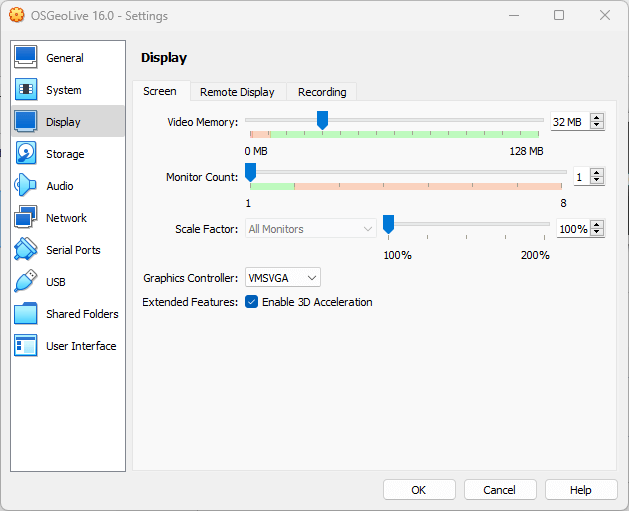 OSGeoLive 16.0 - Settings
General
System
Display
Storage
Audio
Network
Serial Ports
USB
Shared Folders
User Interface
Display
Screen Remote Display Recording
Video Memory: 32 MB
0 MB 128 MB
Monitor Count: 1
1 8
Scale Factor: All Monitors 100%
100% 200%
Graphics Controller: VMSVGA
Extended Features: Enable 3D Acceleration
OK Cancel Help